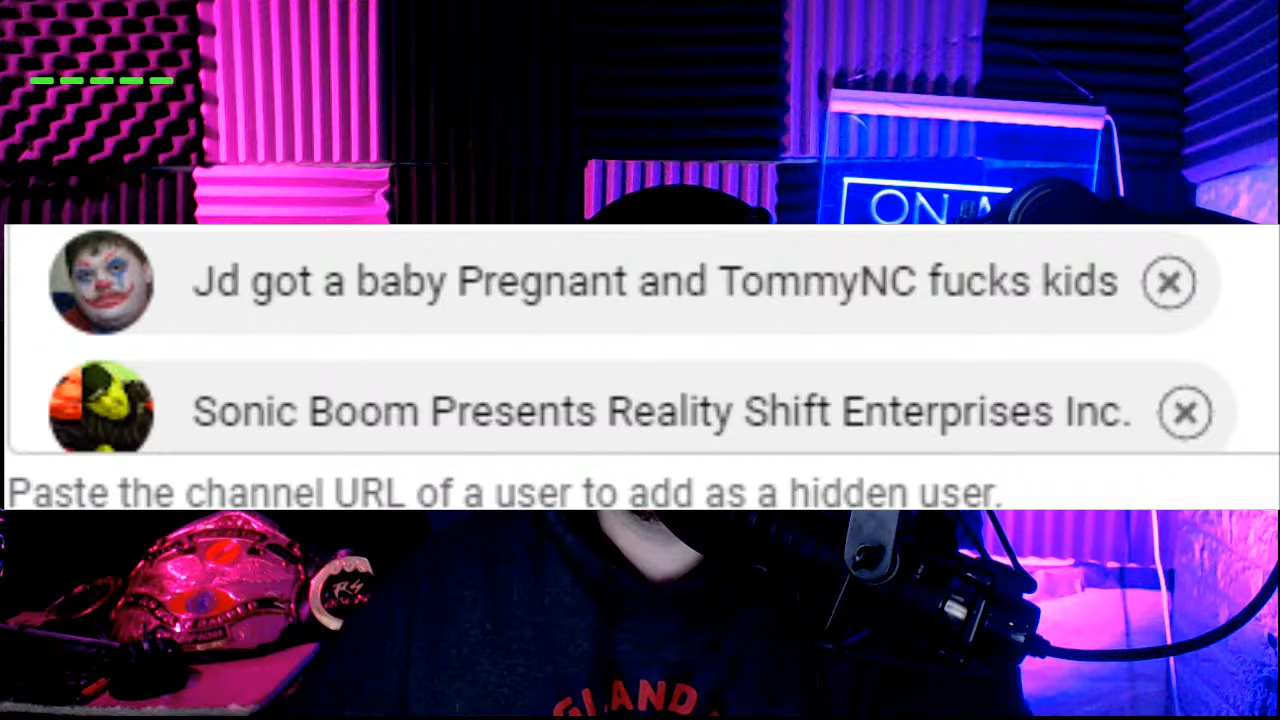 ON
Jd got a baby Pregnant and TommyNC fucks kids
Sonic Boom Presents Reality Shift Enterprises Inc.
Paste the channel URL of a user to add as a hidden user.
GLAND